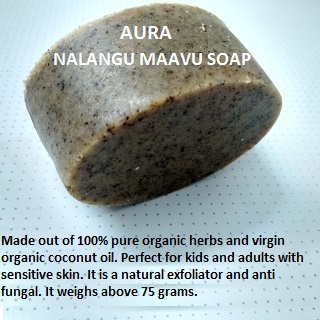 AURA
NALANGU MAAVU SOAP
Made out of 100% pure organic herbs and virgin
organic coconut oil. Perfect for kids and adults with
sensitive skin. It is a natural exfoliator and anti
fungal. It weighs above 75 grams.